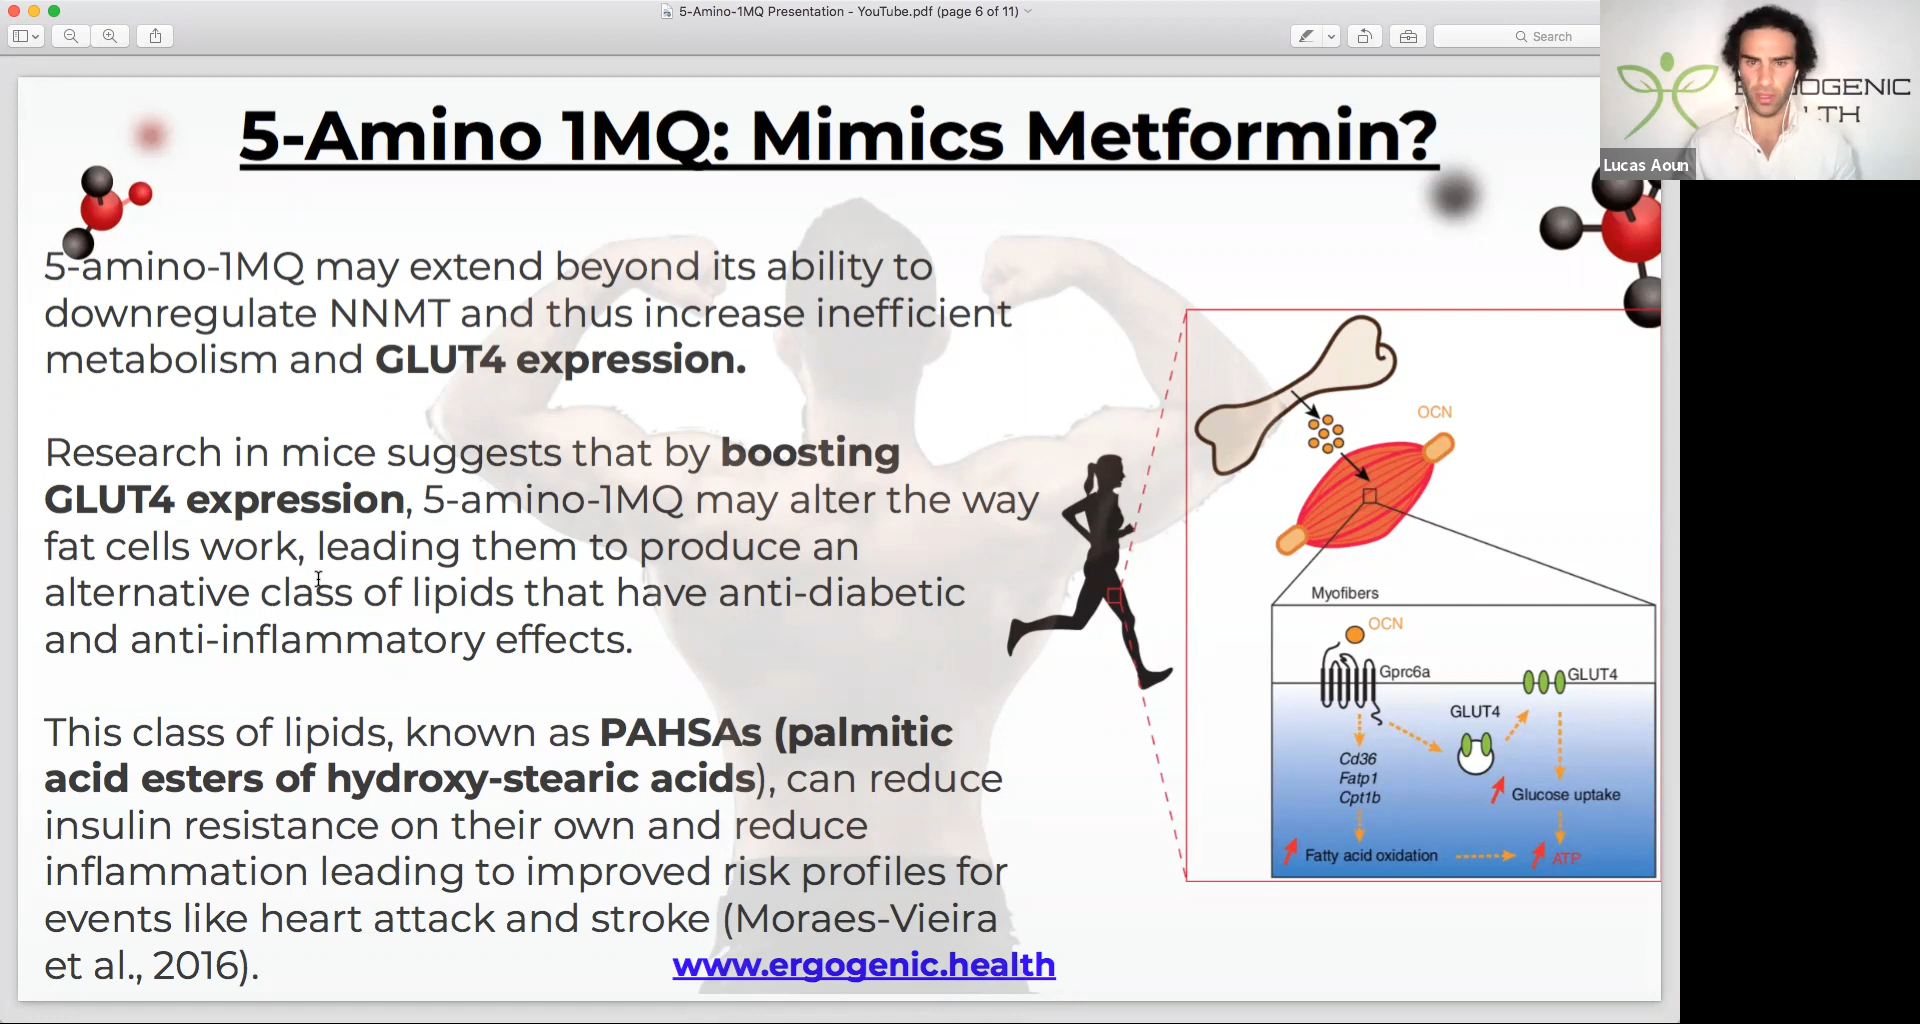 5-Amino-1MQ Presentation - YouTube.pdf (page 6 of 11)
Search
OGENIC
LTH
Lucas Aoun
5-Amino 1MQ: Mimics Metformin?
5-amino-1MQ may extend beyond its ability to
downregulate NNMT and thus increase inefficient
metabolism and GLUT4 expression.
Research in mice suggests that by boosting
GLUT4 expression, 5-amino-1MQ may alter the way
fat cells work, leading them to produce an
alternative class of lipids that have anti-diabetic
and anti-inflammatory effects.
This class of lipids, known as PAHSAs (palmitic
acid esters of hydroxy-stearic acids), can reduce
insulin resistance on their own and reduce
inflammation leading to improved risk profiles for
events like heart attack and stroke (Moraes-Vieira
et al., 2016).
www.ergogenic.health
OCN
Myofibers
OCN
Gprc6a
GLUT4
GLUT4
Cd36
Fatp1
Cpt1b
Glucose uptake
Fatty acid oxidation
ATP